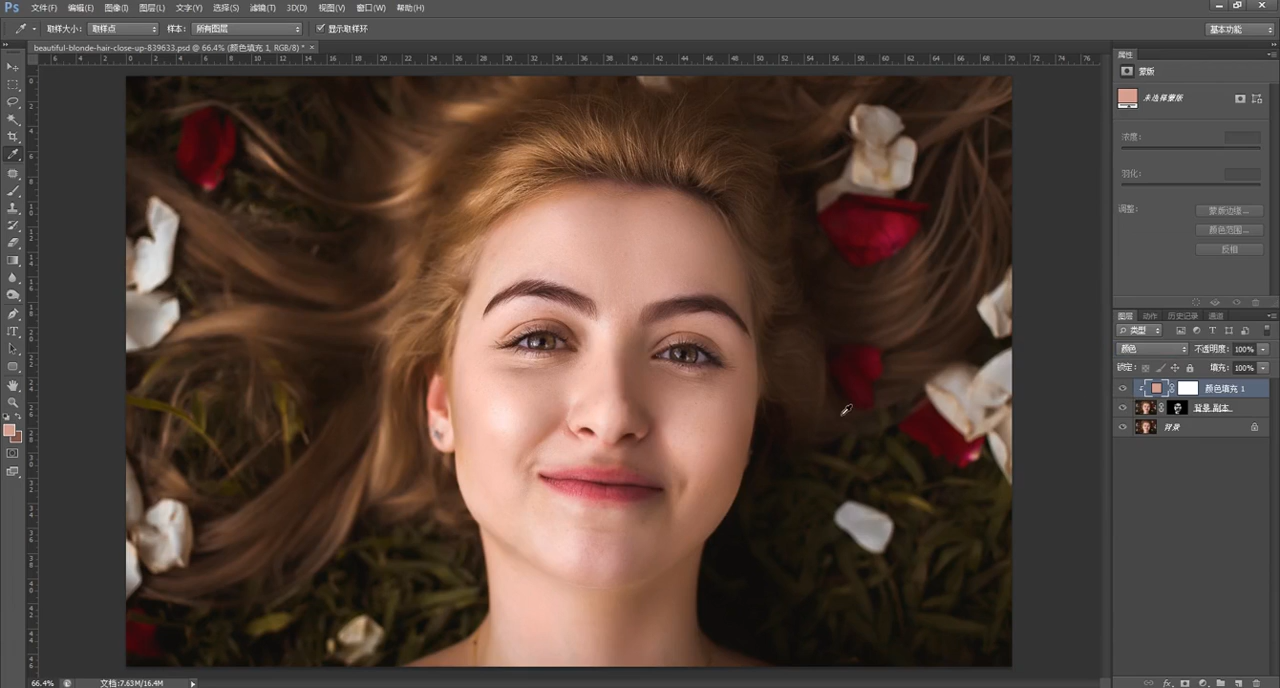 Ps 文件(F) 编辑(E) 图像(I) 图层(L) 文字(Y) 选择(S) 滤镜(T) 3D(D) 视图(V) 窗口(W) 帮助(H)
取样大小: 取样点 样本: 所有图层 显示取样环 基本功能
beautiful-blonde-hair-close-up-839633.psd @ 66.4% (颜色填充 1, RGB/8) * ×
属性
蒙版
未选择蒙版
浓度:
羽化:
调整: 蒙版边缘...
颜色范围...
反相
图层 动作 历史记录 通道
类型
颜色 不透明度: 100%
锁定: 填充: 100%
颜色填充 1
背景 副本
背景
66.4% 文档:7.63M/16.4M